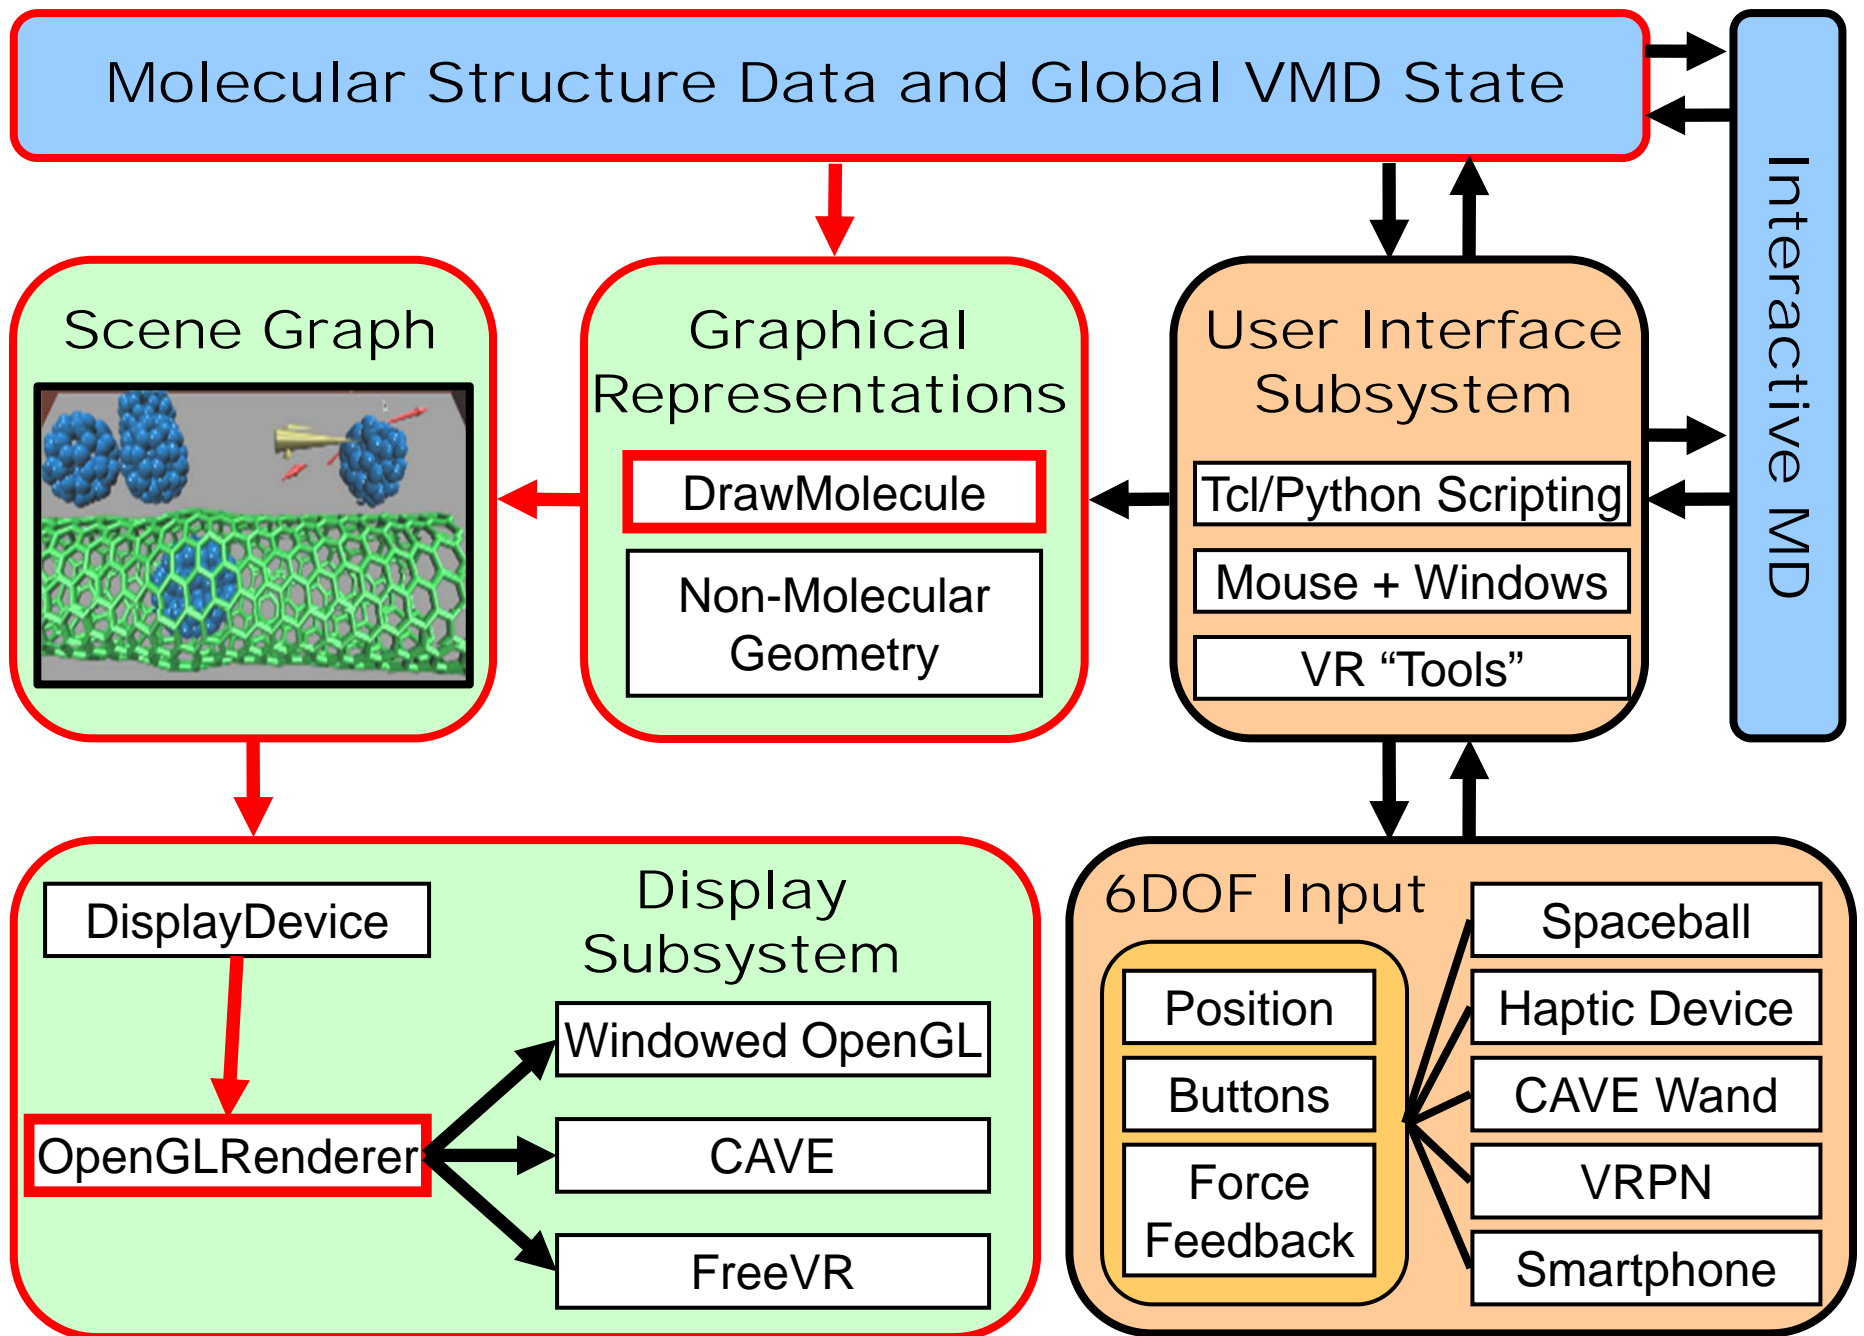 Molecular Structure Data and Global VMD State
Interactive MD
Scene Graph
Graphical
Representations
DrawMolecule
Non-Molecular
Geometry
User Interface
Subsystem
Tcl/Python Scripting
Mouse + Windows
VR “Tools”
Display
Subsystem
DisplayDevice
OpenGLRenderer
Windowed OpenGL
CAVE
FreeVR
6DOF Input
Position
Buttons
Force
Feedback
Spaceball
Haptic Device
CAVE Wand
VRPN
Smartphone